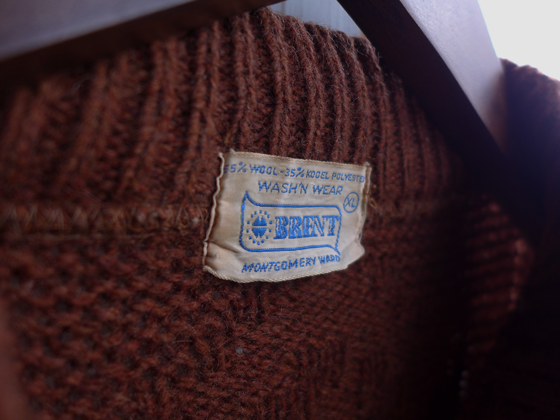 65% WOOL-35% KODEL POLYESTER
WASH'N WEAR
XL
BRENT
MONTGOMERY WARD